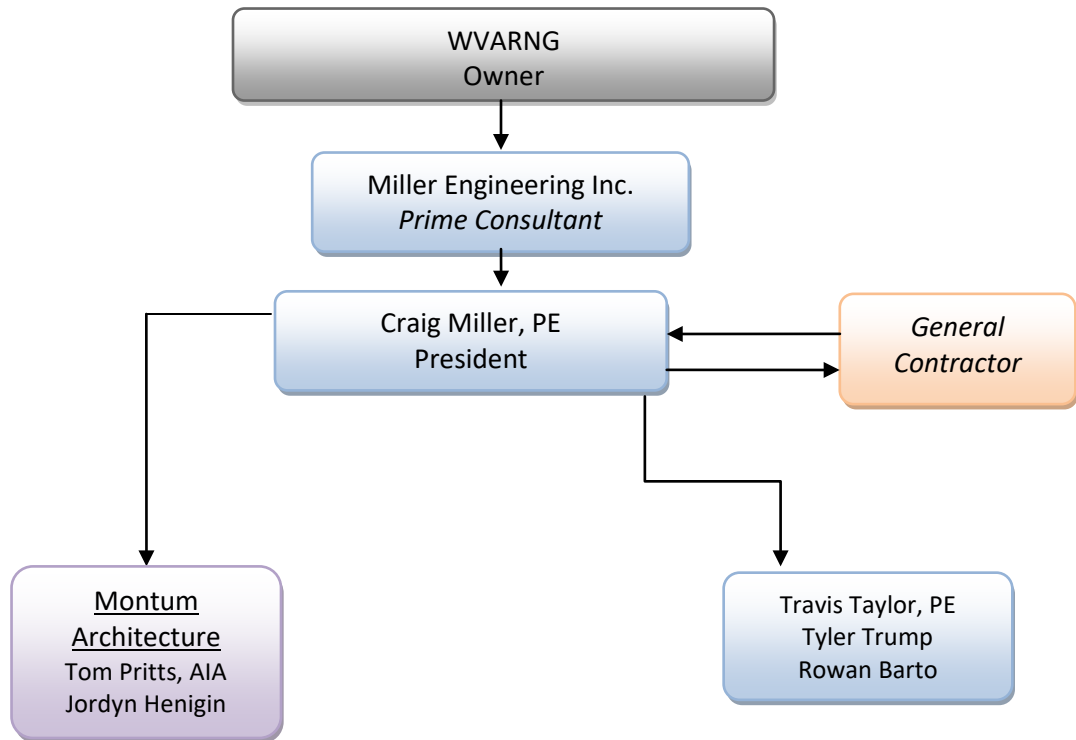 WVARNG
Owner
Miller Engineering Inc.
Prime Consultant
Craig Miller, PE
President
General
Contractor
Montum
Architecture
Tom Pritts, AIA
Jordyn Henigin
Travis Taylor, PE
Tyler Trump
Rowan Barto